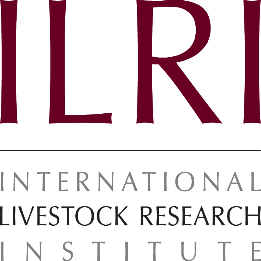 ILRI
INTERNATIONAL
LIVESTOCK RESEARCH
INSTITUTE